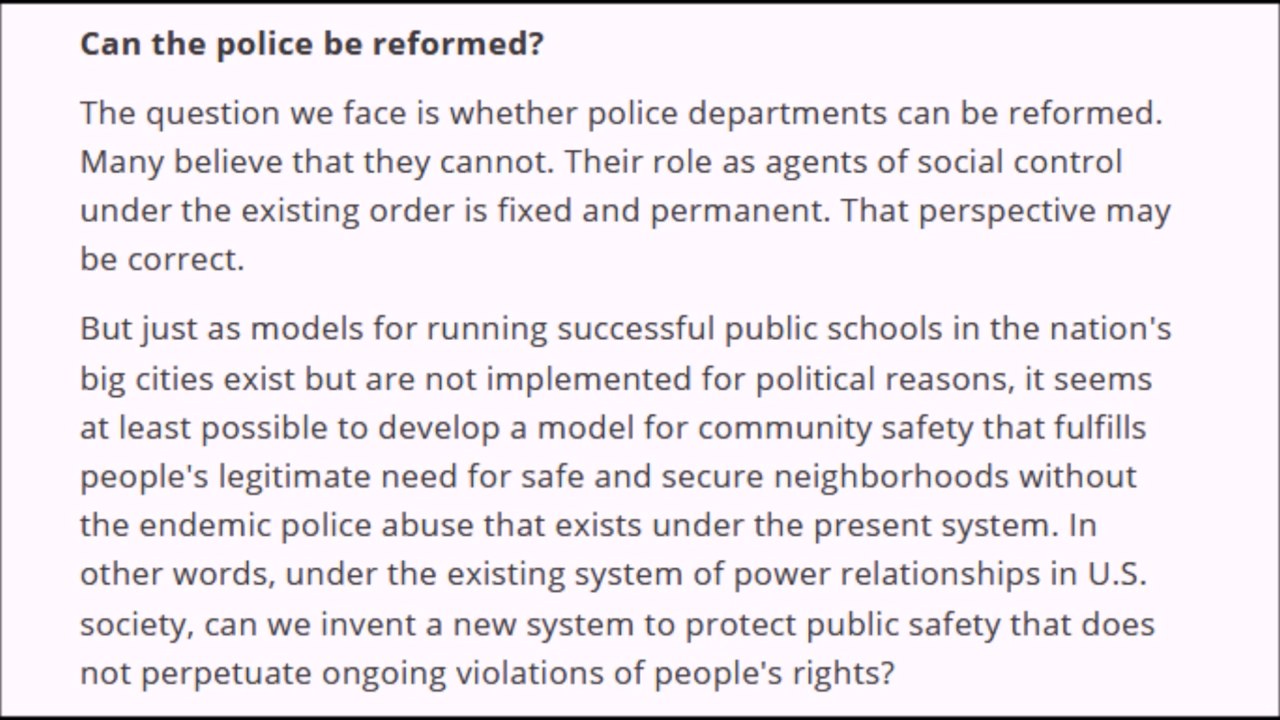 Can the police be reformed?
The question we face is whether police departments can be reformed.
Many believe that they cannot. Their role as agents of social control
under the existing order is fixed and permanent. That perspective may
be correct.
But just as models for running successful public schools in the nation's
big cities exist but are not implemented for political reasons, it seems
at least possible to develop a model for community safety that fulfills
people's legitimate need for safe and secure neighborhoods without
the endemic police abuse that exists under the present system. In
other words, under the existing system of power relationships in U.S.
society, can we invent a new system to protect public safety that does
not perpetuate ongoing violations of people's rights?